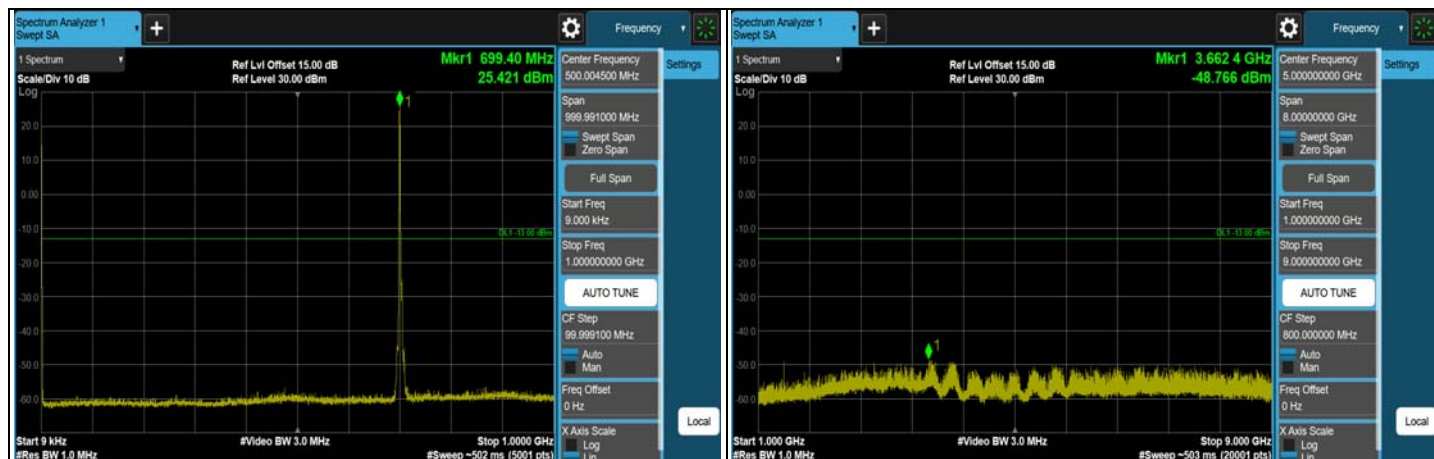 Spectrum Analyzer 1
Swept SA
+
Frequency
1 Spectrum
Scale/Div 10 dB
Log
Ref Lvl Offset 15.00 dB
Ref Level 30.00 dBm
Mkr1 699.40 MHz
25.421 dBm
1
20.0
10.0
0.00
-10.0
DL1 -13.00 dBm
-20.0
-30.0
-40.0
-50.0
-60.0
Start 9 kHz
#Res BW 1.0 MHz
#Video BW 3.0 MHz
Stop 1.0000 GHz
#Sweep ~502 ms (5001 pts)
Center Frequency
500.004500 MHz
Span
999.991000 MHz
Swept Span
Zero Span
Full Span
Start Freq
9.000 kHz
Stop Freq
1.000000000 GHz
AUTO TUNE
CF Step
99.999100 MHz
Auto
Man
Freq Offset
0 Hz
X Axis Scale
Log
Lin
Settings
Local
Spectrum Analyzer 1
Swept SA
+
Frequency
1 Spectrum
Scale/Div 10 dB
Log
Ref Lvl Offset 15.00 dB
Ref Level 30.00 dBm
Mkr1 3.662 4 GHz
-48.766 dBm
1
20.0
10.0
0.00
-10.0
DL1 -13.00 dBm
-20.0
-30.0
-40.0
-50.0
-60.0
Start 1.000 GHz
#Res BW 1.0 MHz
#Video BW 3.0 MHz
Stop 9.000 GHz
#Sweep ~503 ms (20001 pts)
Center Frequency
5.000000000 GHz
Span
8.00000000 GHz
Swept Span
Zero Span
Full Span
Start Freq
1.000000000 GHz
Stop Freq
9.000000000 GHz
AUTO TUNE
CF Step
800.000000 MHz
Auto
Man
Freq Offset
0 Hz
X Axis Scale
Log
Lin
Settings
Local